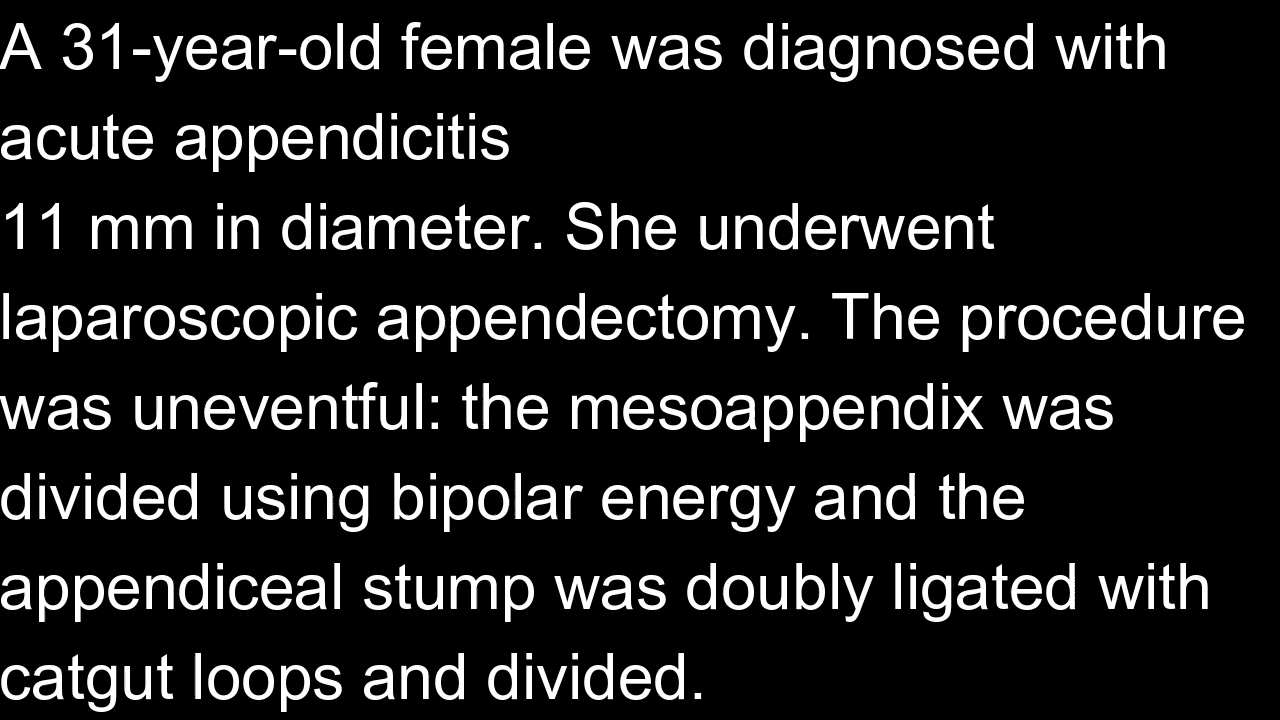 A 31-year-old female was diagnosed with
acute appendicitis
11 mm in diameter. She underwent
laparoscopic appendectomy. The procedure
was uneventful: the mesoappendix was
divided using bipolar energy and the
appendiceal stump was doubly ligated with
catgut loops and divided.